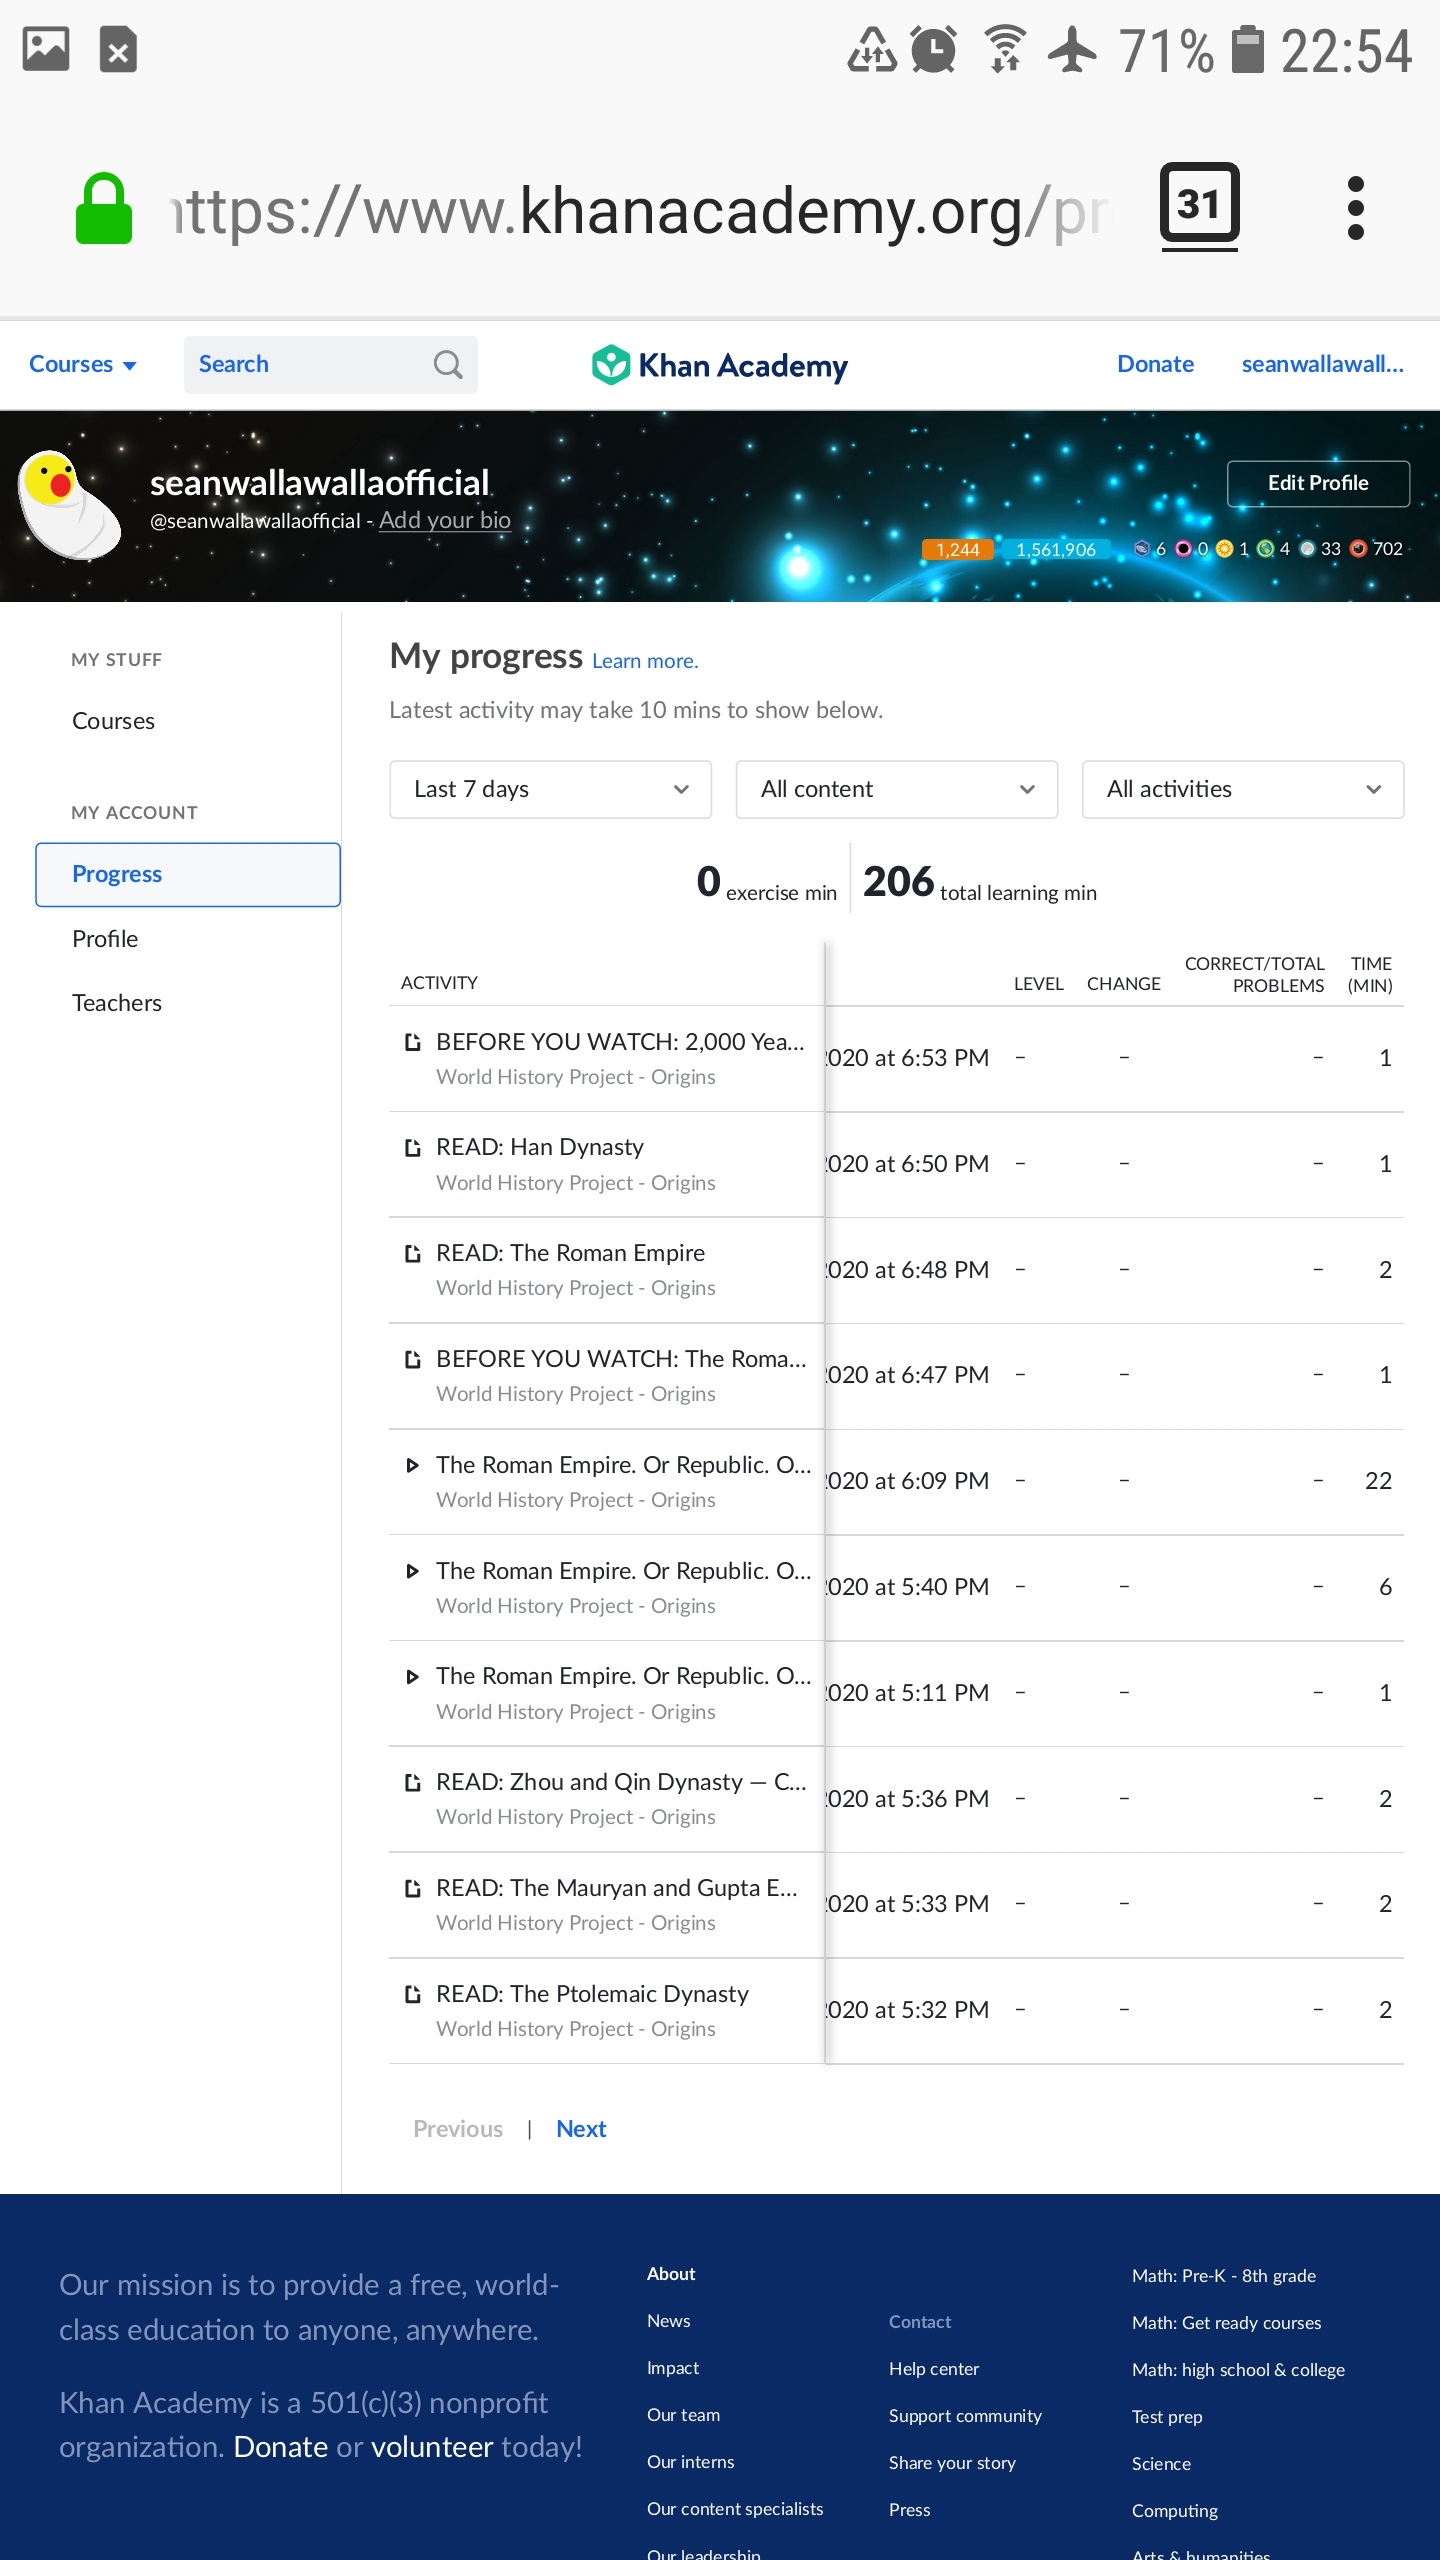 71% 22:54
https://www.khanacademy.org/pr
31
Courses
Search
Khan Academy
Donate
seanwallawall...
seanwallawallaofficial
@seanwallawallaofficial - Add your bio
Edit Profile
1,244 1,561,906 6 0 1 4 33 702
MY STUFF
Courses
MY ACCOUNT
Progress
Profile
Teachers
My progress Learn more.
Latest activity may take 10 mins to show below.
Last 7 days
All content
All activities
0 exercise min
206 total learning min
ACTIVITY LEVEL CHANGE CORRECT/TOTAL PROBLEMS TIME (MIN)
BEFORE YOU WATCH: 2,000 Yea... 2020 at 6:53 PM – – – 1
World History Project - Origins
READ: Han Dynasty 2020 at 6:50 PM – – – 1
World History Project - Origins
READ: The Roman Empire 2020 at 6:48 PM – – – 2
World History Project - Origins
BEFORE YOU WATCH: The Roma... 2020 at 6:47 PM – – – 1
World History Project - Origins
The Roman Empire. Or Republic. O... 2020 at 6:09 PM – – – 22
World History Project - Origins
The Roman Empire. Or Republic. O... 2020 at 5:40 PM – – – 6
World History Project - Origins
The Roman Empire. Or Republic. O... 2020 at 5:11 PM – – – 1
World History Project - Origins
READ: Zhou and Qin Dynasty — C... 2020 at 5:36 PM – – – 2
World History Project - Origins
READ: The Mauryan and Gupta E... 2020 at 5:33 PM – – – 2
World History Project - Origins
READ: The Ptolemaic Dynasty 2020 at 5:32 PM – – – 2
World History Project - Origins
Previous | Next
Our mission is to provide a free, world-
class education to anyone, anywhere.
Khan Academy is a 501(c)(3) nonprofit
organization. Donate or volunteer today!
About
News
Impact
Our team
Our interns
Our content specialists
Our leadership
Contact
Help center
Support community
Share your story
Press
Math: Pre-K - 8th grade
Math: Get ready courses
Math: high school & college
Test prep
Science
Computing
Arts & humanities